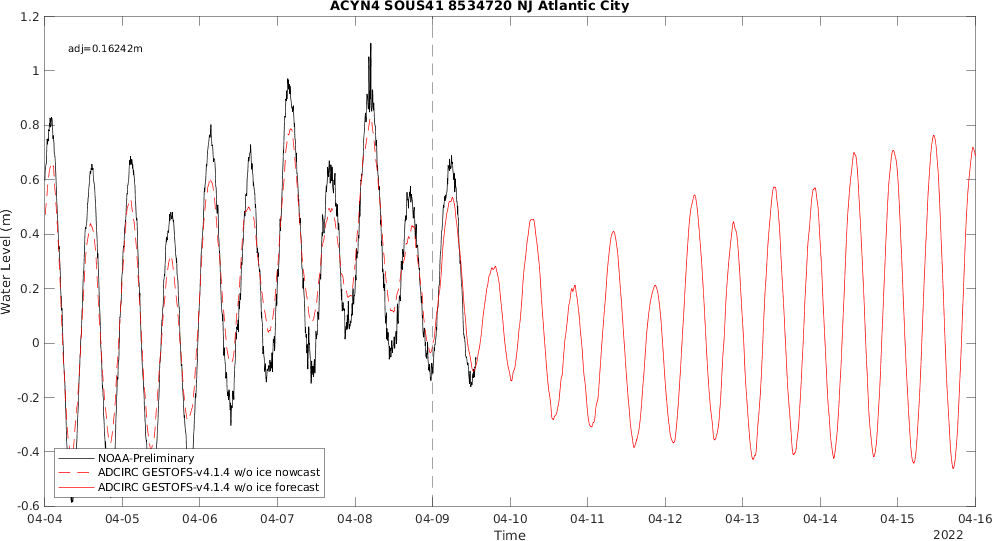 ACYN4 SOUS41 8534720 NJ Atlantic City
adj=0.16242m
Water Level (m)
1.2
1
0.8
0.6
0.4
0.2
0
-0.2
-0.4
-0.6
NOAA-Preliminary
ADCIRC GESTOFS-v4.1.4 w/o ice nowcast
ADCIRC GESTOFS-v4.1.4 w/o ice forecast
04-04 04-05 04-06 04-07 04-08 04-09 04-10 04-11 04-12 04-13 04-14 04-15 04-16
Time
2022